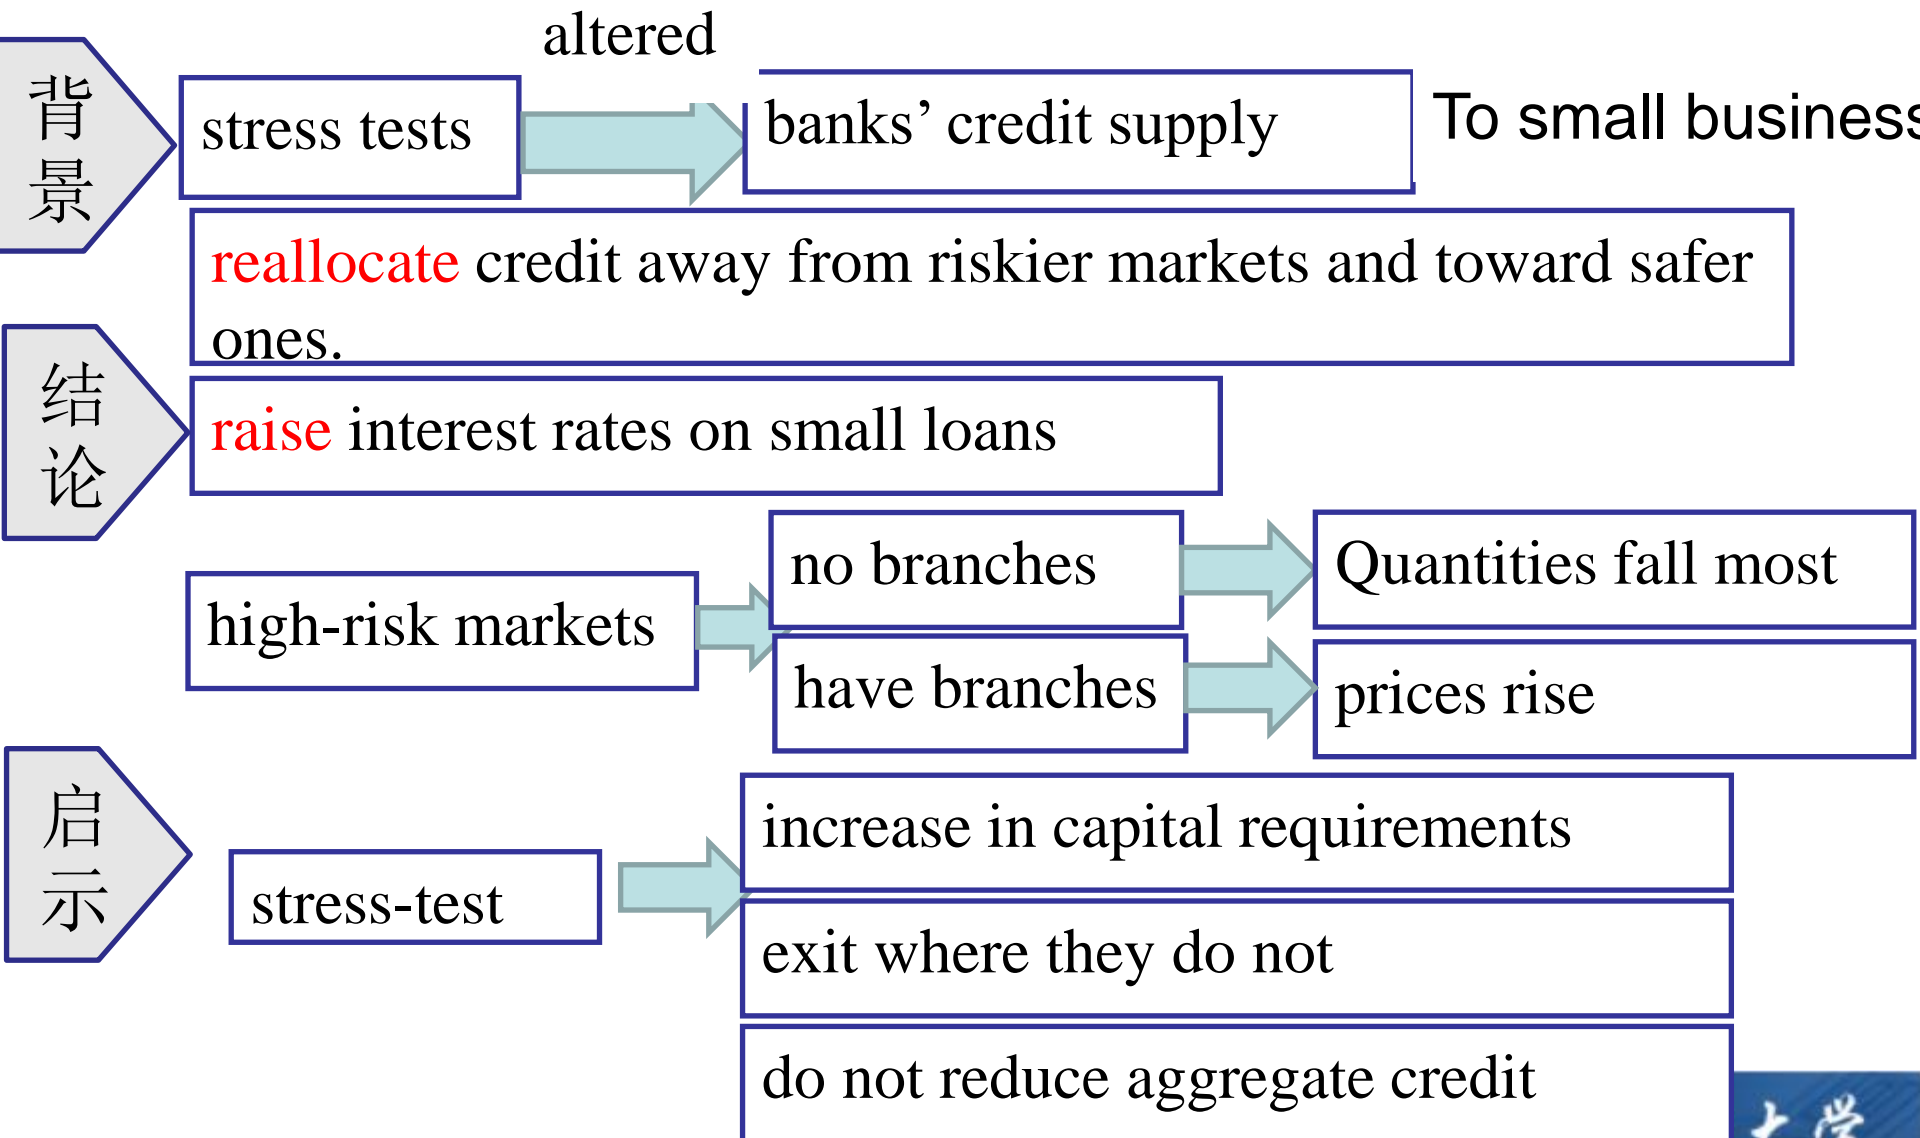 altered
背景
stress tests
banks’ credit supply
To small business
reallocate credit away from riskier markets and toward safer
ones.
结论
raise interest rates on small loans
high-risk markets
no branches
Quantities fall most
have branches
prices rise
启示
stress-test
increase in capital requirements
exit where they do not
do not reduce aggregate credit
大学